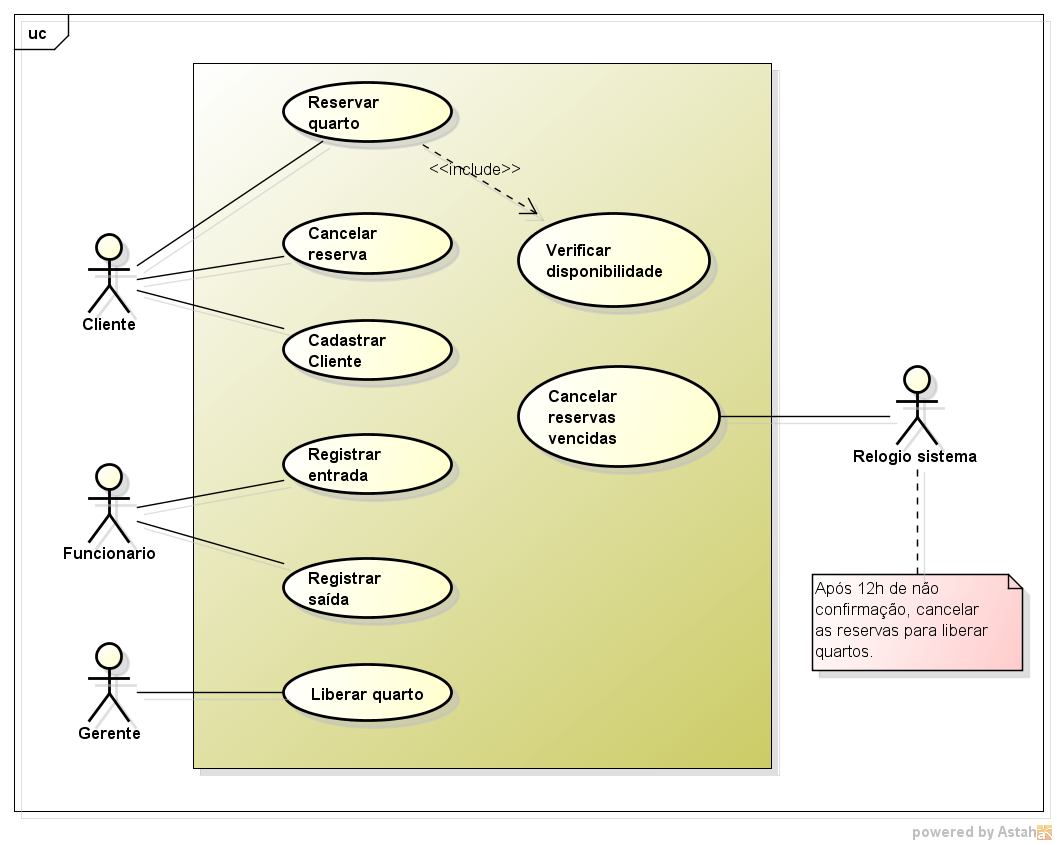 uc
Reservar
quarto
<<include>>
Cancelar
reserva
Verificar
disponibilidade
Cliente
Cadastrar
Cliente
Cancelar
reservas
vencidas
Relogio sistema
Registrar
entrada
Funcionario
Registrar
saída
Após 12h de não
confirmação, cancelar
as reservas para liberar
quartos.
Liberar quarto
Gerente
powered by Astah